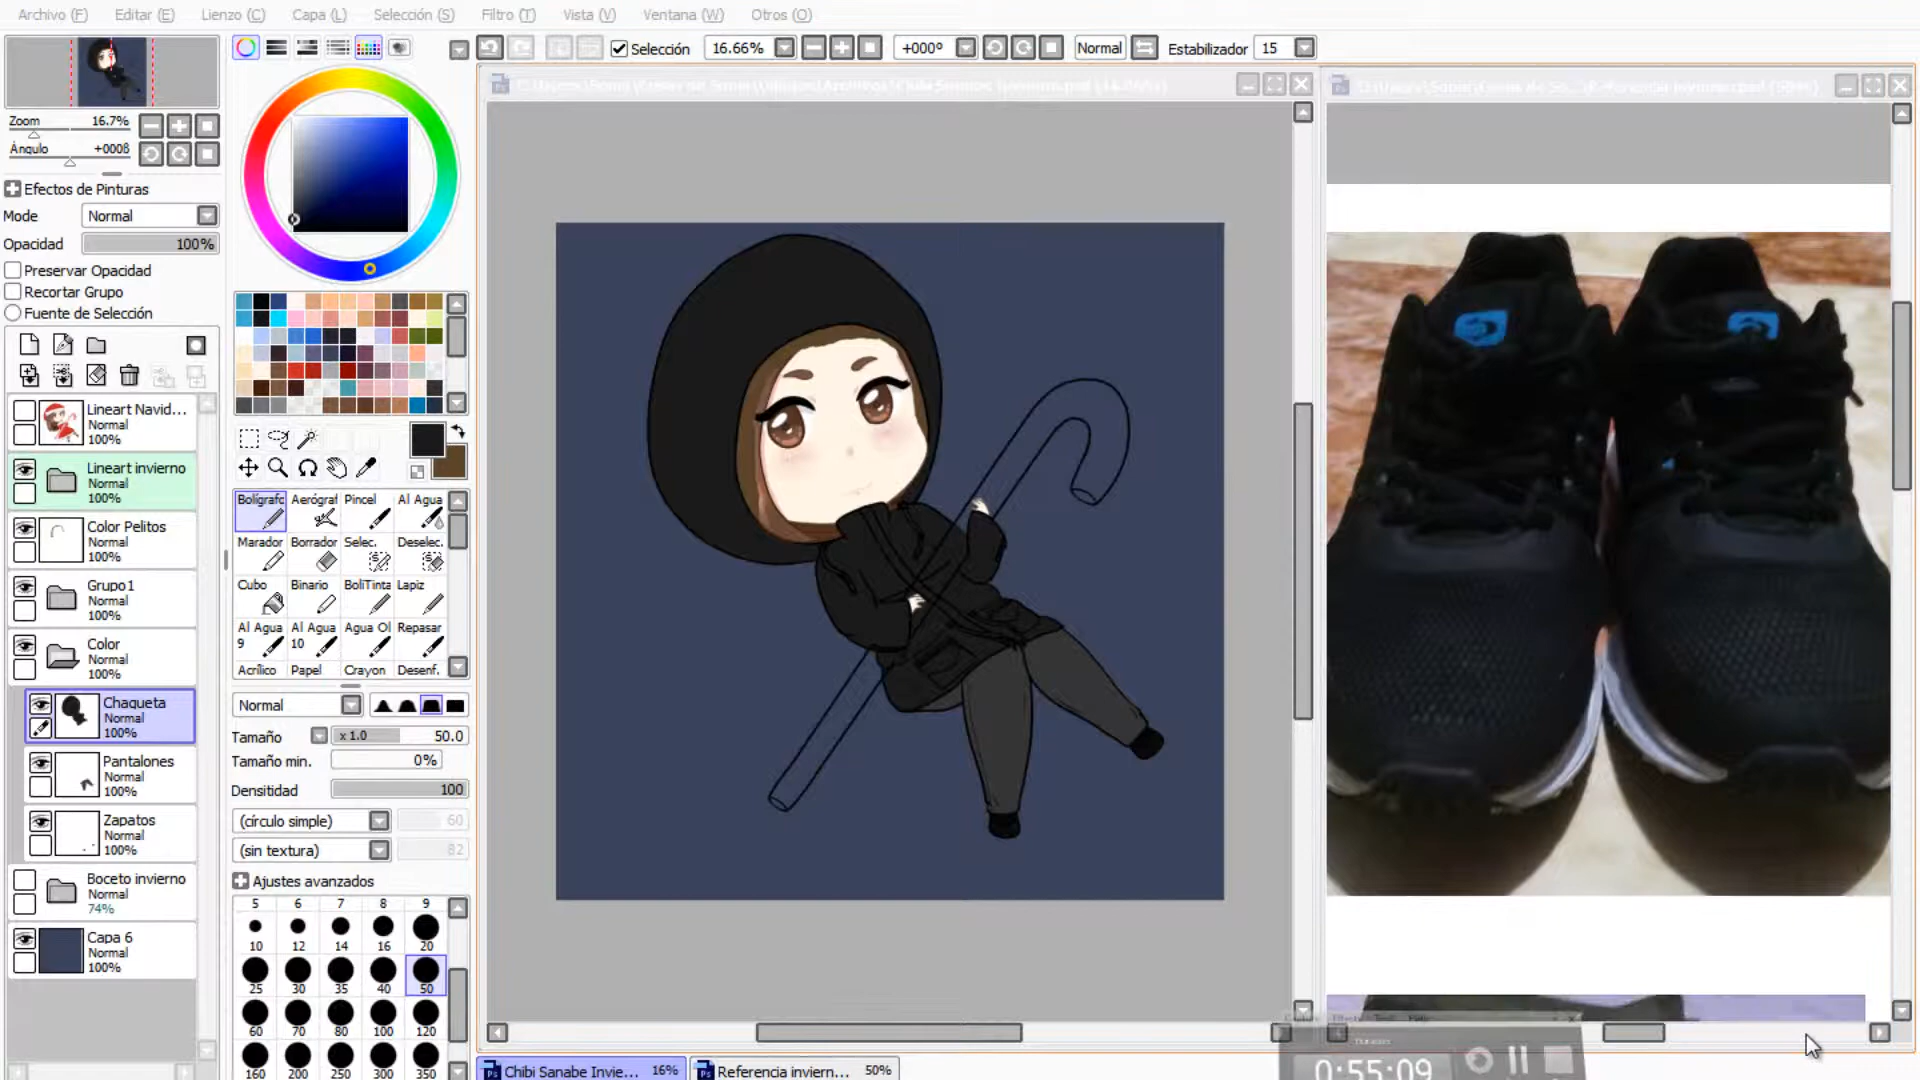 Archivo (F) Editar (E) Lienzo (C) Capa (L) Selección (S) Filtro (T) Vista (V) Ventana (W) Otros (O)
Selección 16.66% +000º Normal Estabilizador 15
Zoom 16.7%
Ángulo +000ß
Efectos de Pinturas
Mode Normal
Opacidad 100%
Preservar Opacidad
Recortar Grupo
Fuente de Selección
Lineart Navid...
Normal
100%
Lineart invierno
Normal
100%
Color Pelitos
Normal
100%
Grupo1
Normal
100%
Color
Normal
100%
Chaqueta
Normal
100%
Pantalones
Normal
100%
Zapatos
Normal
100%
Boceto invierno
Normal
74%
Capa 6
Normal
100%
Bolígrafc Aerógraf Pincel Al Agua
Marador Borrador Selec. Deselec.
Cubo Binario BoliTinta Lapiz
Al Agua 9 Al Agua 10 Agua Ol Repasar
Acrílico Papel Crayon Desenf.
Normal
Tamaño x 1.0 50.0
Tamaño min. 0%
Densitidad 100
(círculo simple) 60
(sin textura) 82
Ajustes avanzados
5 6 7 8 9
10 12 14 16 20
25 30 35 40 50
60 70 80 100 120
160 200 250 300 350
Chibi Sanabe Invie... 16% Referencia inviern... 50%
0:55:09